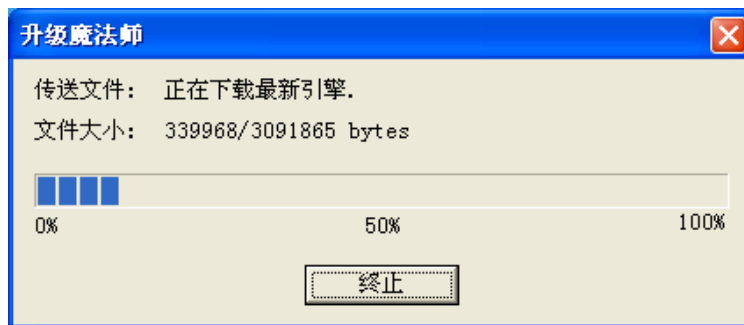 升级魔法师
传送文件: 正在下载最新引擎.
文件大小: 339968/3091865 bytes
0% 50% 100%
终止